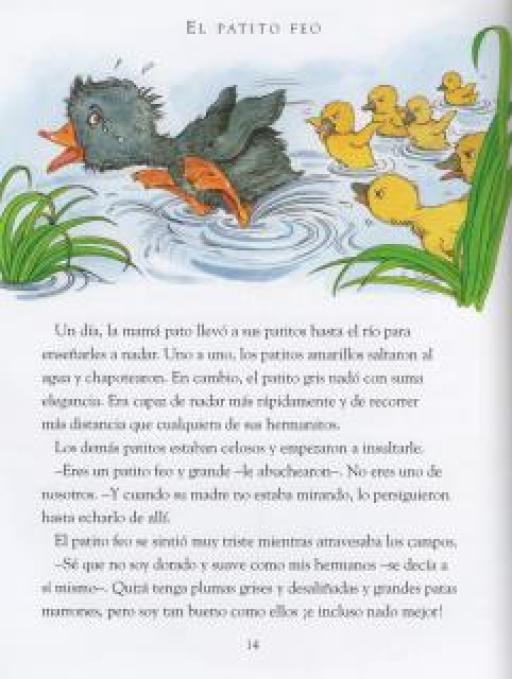 EL PATITO FEO
Un día, la mamá pato llevó a sus patitos hasta el río para
enseñarles a nadar. Uno a uno, los patitos amarillos saltaron al
agua y chapotearon. En cambio, el patito gris nadó con suma
elegancia. Era capaz de nadar más rápidamente y de recorrer
más distancia que cualquiera de sus hermanitos.
Los demás patitos estaban celosos y empezaron a insultarle.
–Eres un patito feo y grande –le abuchearon–. No eres uno de
nosotros. –Y cuando su madre no estaba mirando, lo persiguieron
hasta echarlo de allí.
El patito feo se sintió muy triste mientras atravesaba los campos.
–Sé que no soy dorado y suave como mis hermanos –se decía a
sí mismo–. Quizá tenga plumas grises y desaliñadas y grandes patas
marrones, pero soy tan bueno como ellos ¡e incluso nado mejor!
14